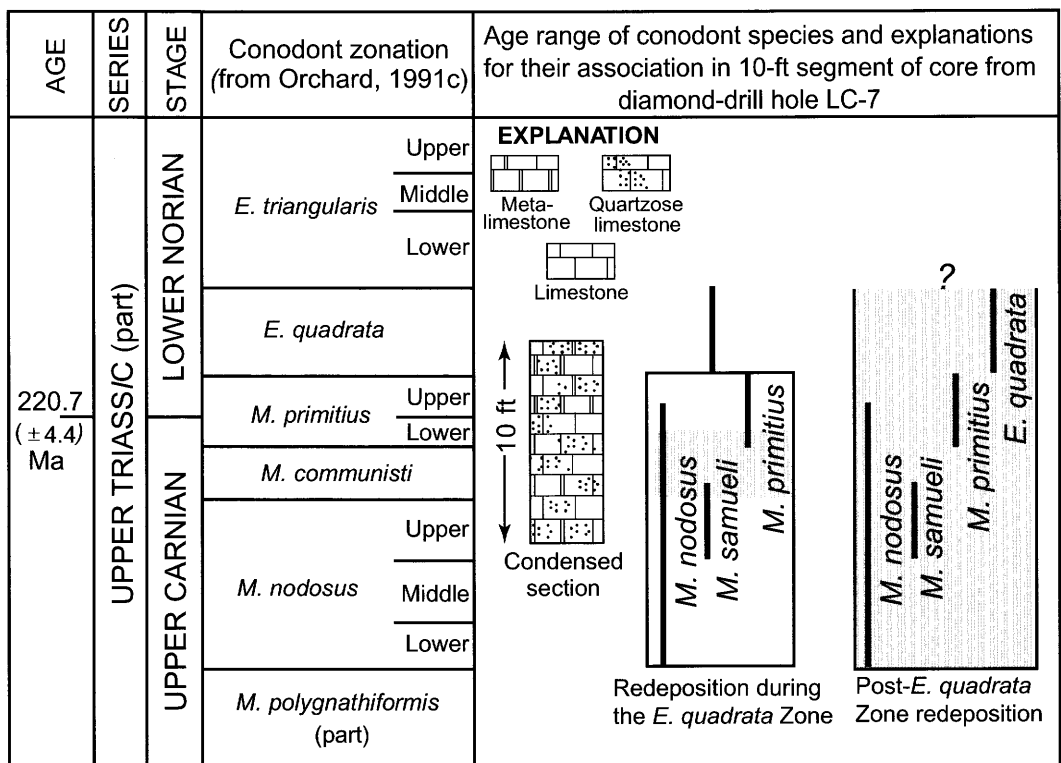 AGE
SERIES
STAGE
Conodont zonation
(from Orchard, 1991c)
Age range of conodont species and explanations
for their association in 10-ft segment of core from
diamond-drill hole LC-7
220.7
(±4.4)
Ma
UPPER TRIASSIC (part)
LOWER NORIAN
UPPER CARNIAN
E. triangularis
Upper
Middle
Lower
E. quadrata
M. primitius
Upper
Lower
M. communisti
M. nodosus
Upper
Middle
Lower
M. polygnathiformis
(part)
EXPLANATION
Meta-
limestone
Quartzose
limestone
Limestone
10 ft
Condensed
section
M. nodosus
M. samueli
M. primitius
Redeposition during
the E. quadrata Zone
?
M. nodosus
M. samueli
M. primitius
E. quadrata
Post-E. quadrata
Zone redeposition